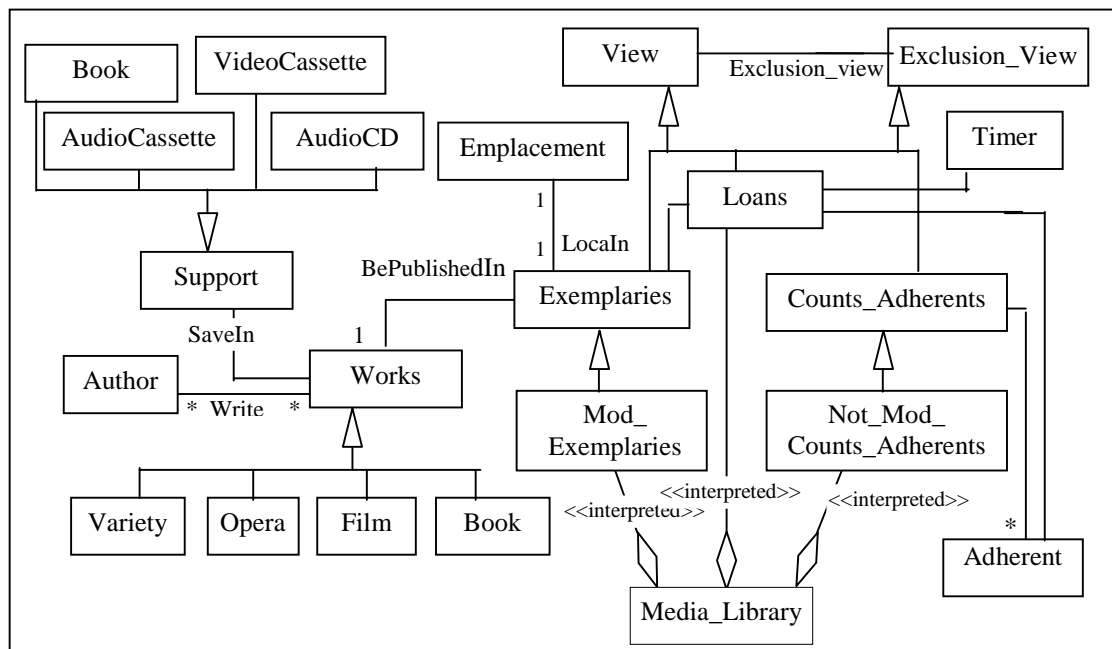 View
Exclusion_View
Exclusion_view
Book
VideoCassette
AudioCassette
AudioCD
Emplacement
Timer
Loans
1
1
LocaIn
Support
BePublishedIn
Exemplaries
Counts_Adherents
SaveIn
1
Author
Works
* Write *
Mod_
Exemplaries
Not_Mod_
Counts_Adherents
<<interpreted>>
<<interpreted>>
<<interpreted>>
Variety
Opera
Film
Book
*
Adherent
Media_Library